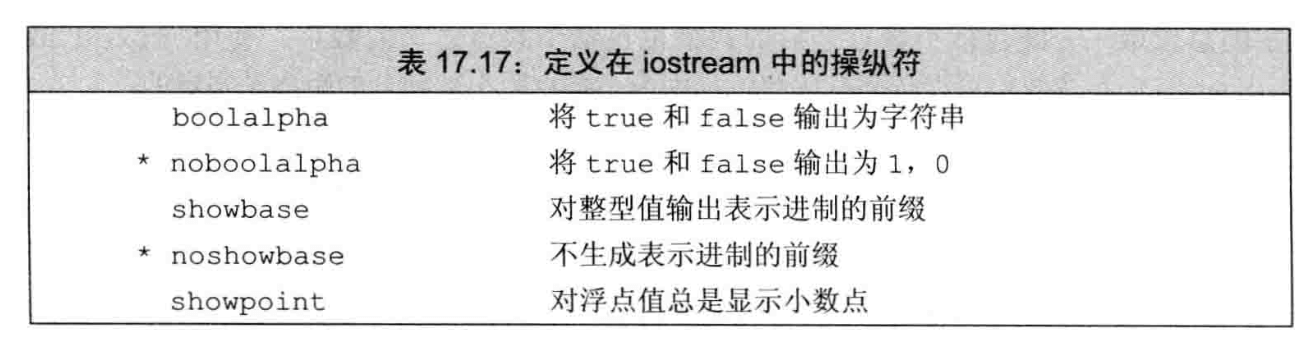 表 17.17：定义在 iostream 中的操纵符
boolalpha 将 true 和 false 输出为字符串
* noboolalpha 将 true 和 false 输出为 1，0
showbase 对整型值输出表示进制的前缀
* noshowbase 不生成表示进制的前缀
showpoint 对浮点值总是显示小数点